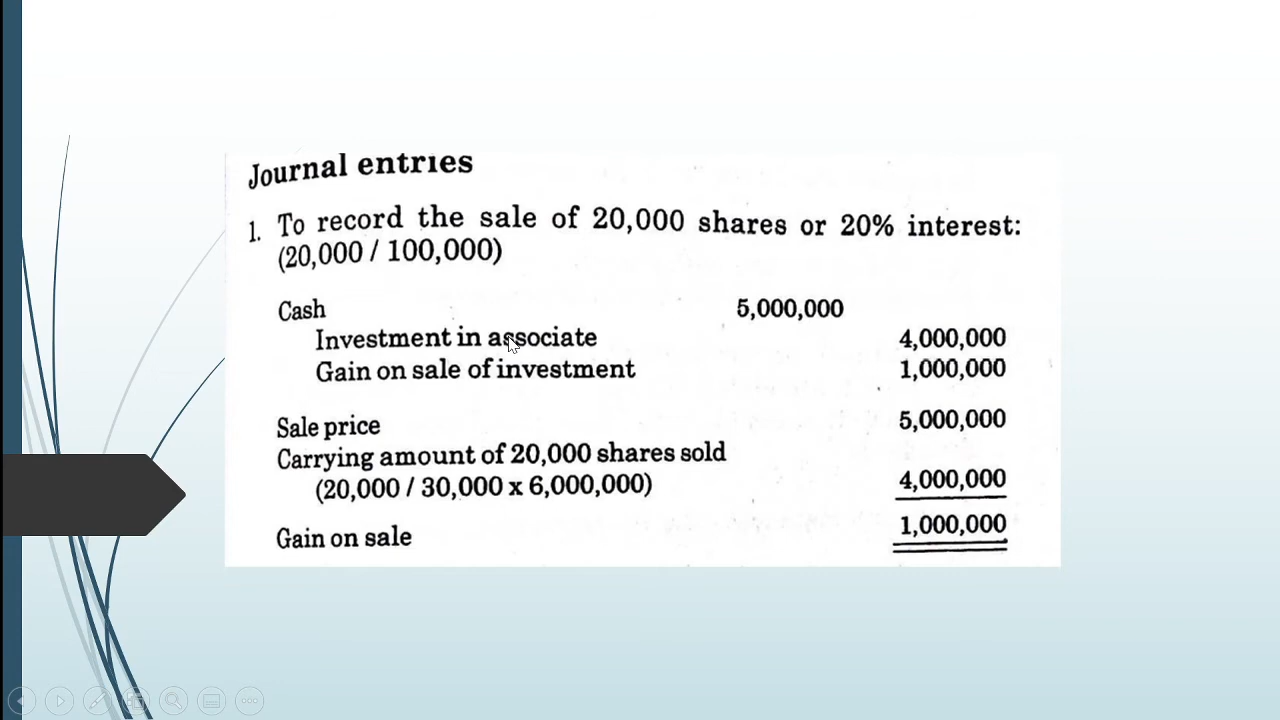 Journal entries
1. To record the sale of 20,000 shares or 20% interest:
(20,000 / 100,000)
Cash 5,000,000
Investment in associate 4,000,000
Gain on sale of investment 1,000,000
Sale price 5,000,000
Carrying amount of 20,000 shares sold
(20,000 / 30,000 x 6,000,000) 4,000,000
Gain on sale 1,000,000